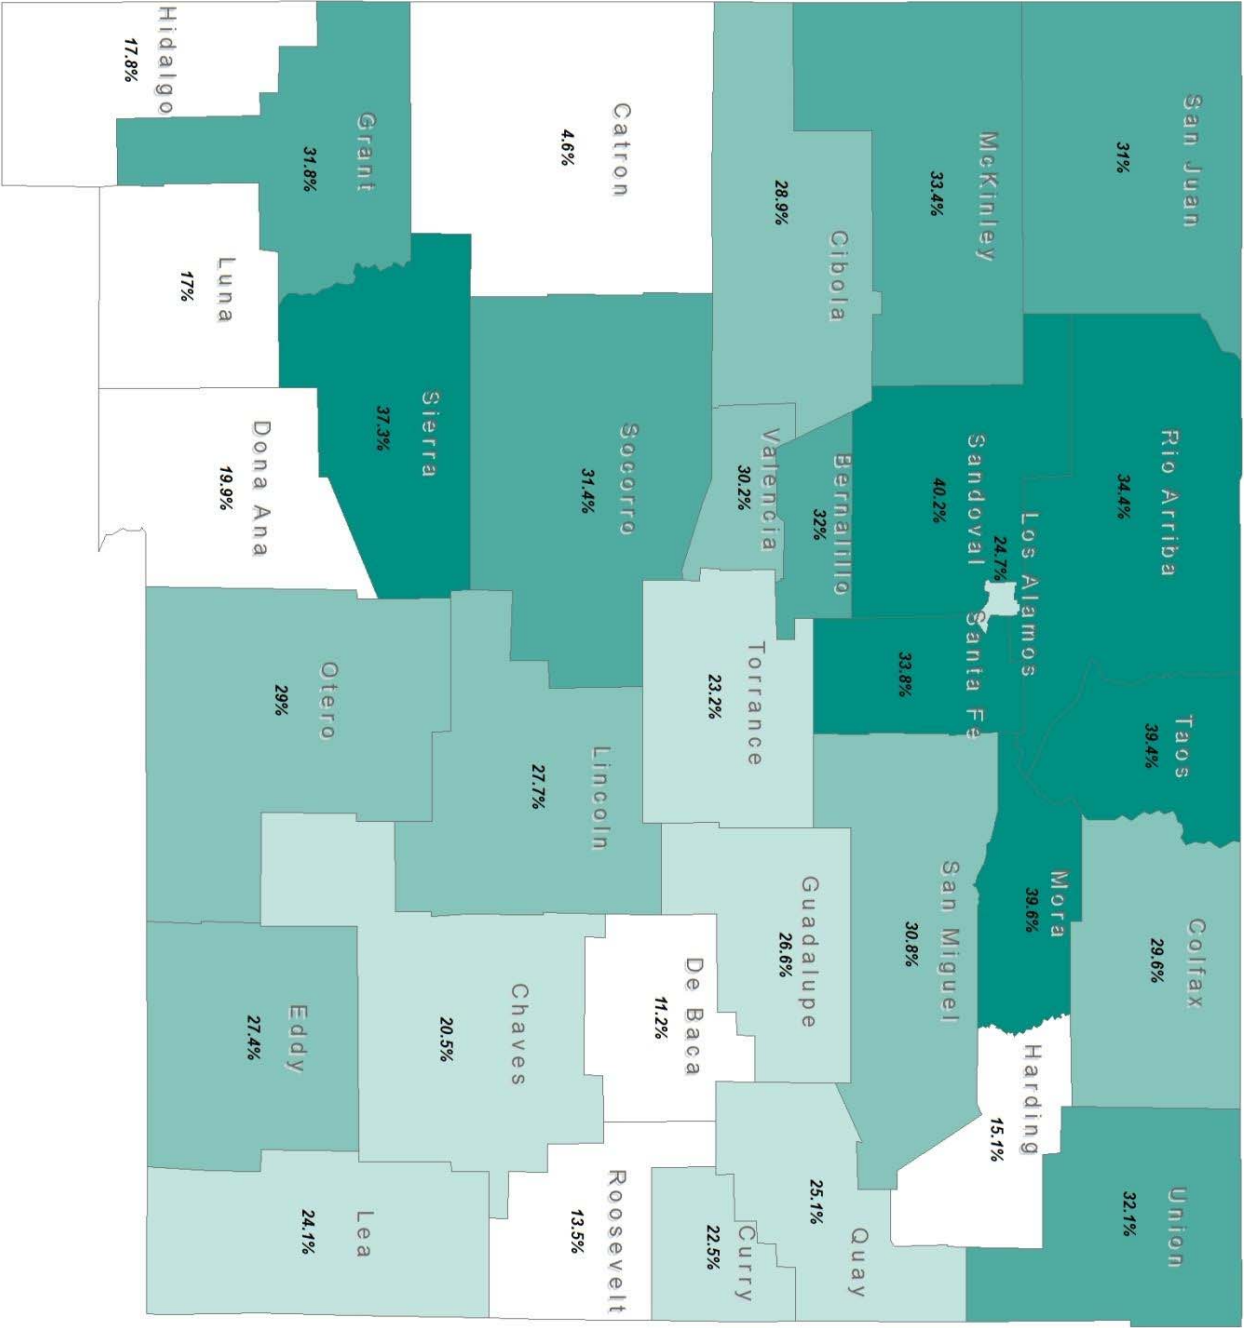 San Juan
31%
Rio Arriba
34.4%
Taos
39.4%
Colfax
29.6%
Union
32.1%
McKinley
33.4%
Sandoval
40.2%
Los Alamos
24.7%
Santa Fe
33.8%
Mora
39.6%
Harding
15.1%
San Miguel
30.8%
Cibola
28.9%
Bernalillo
32%
Valencia
30.2%
Torrance
23.2%
Guadalupe
26.6%
Quay
25.1%
Curry
22.5%
Catron
4.6%
Socorro
31.4%
Lincoln
27.7%
De Baca
11.2%
Roosevelt
13.5%
Chaves
20.5%
Grant
31.8%
Sierra
37.3%
Hidalgo
17.8%
Luna
17%
Dona Ana
19.9%
Otero
29%
Eddy
27.4%
Lea
24.1%